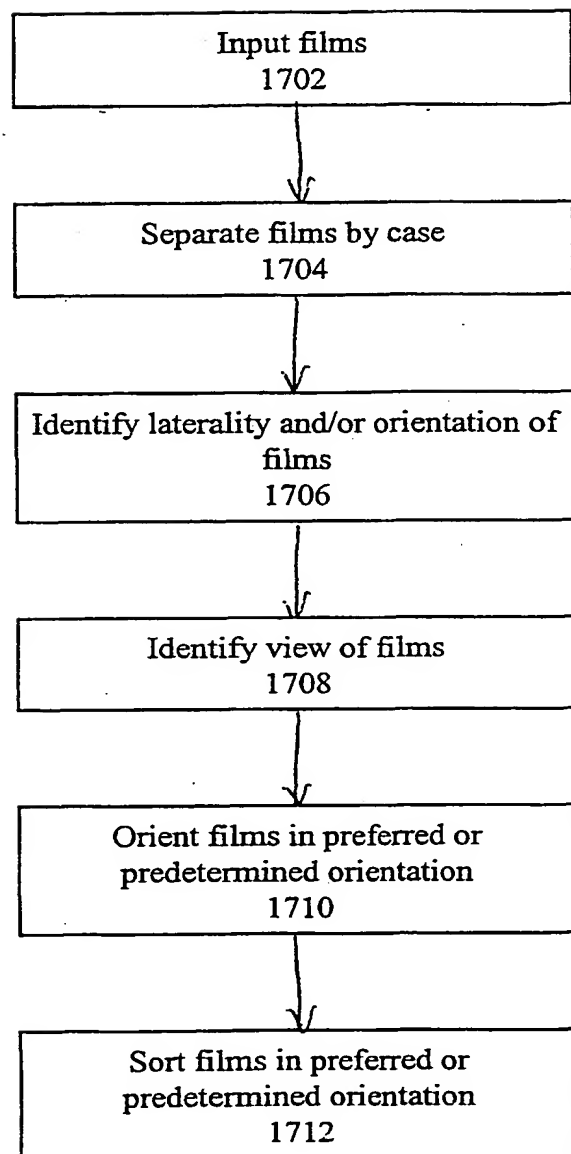 Input films
1702
Separate films by case
1704
Identify laterality and/or orientation of
films
1706
Identify view of films
1708
Orient films in preferred or
predetermined orientation
1710
Sort films in preferred or
predetermined orientation
1712